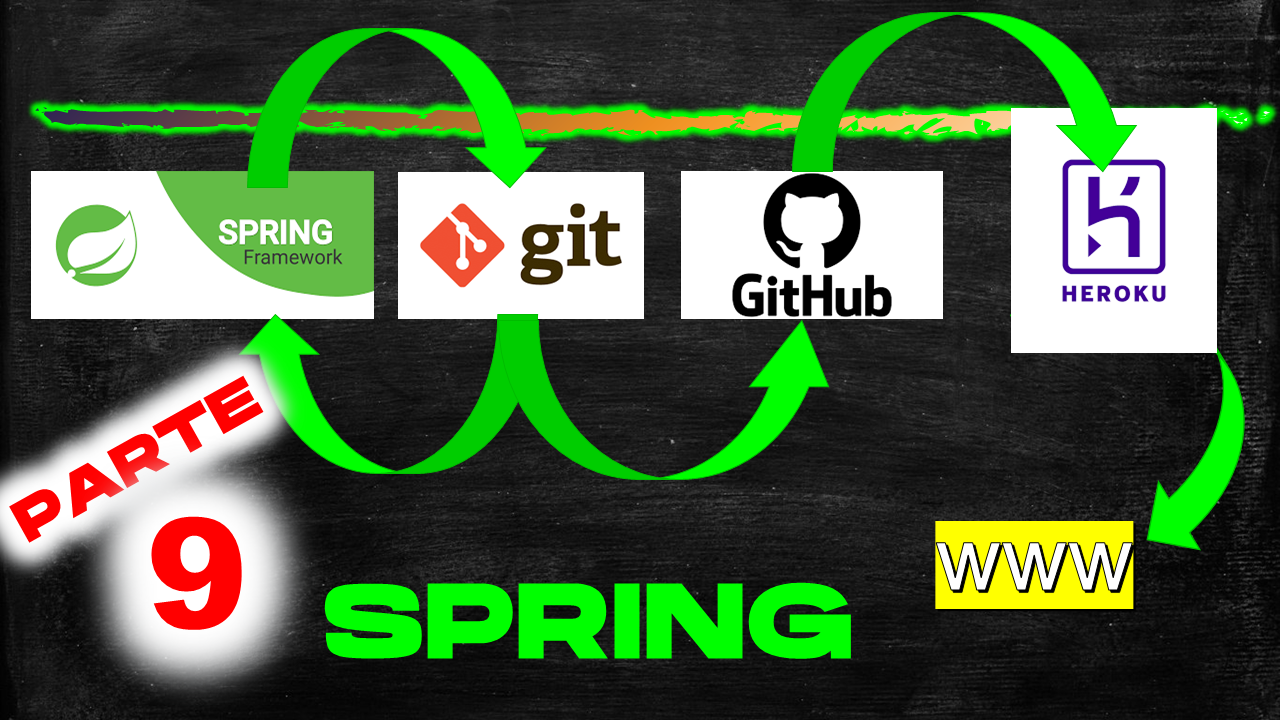 SPRING
Framework
git
GitHub
HEROKU
PARTE
9
WWW
SPRING